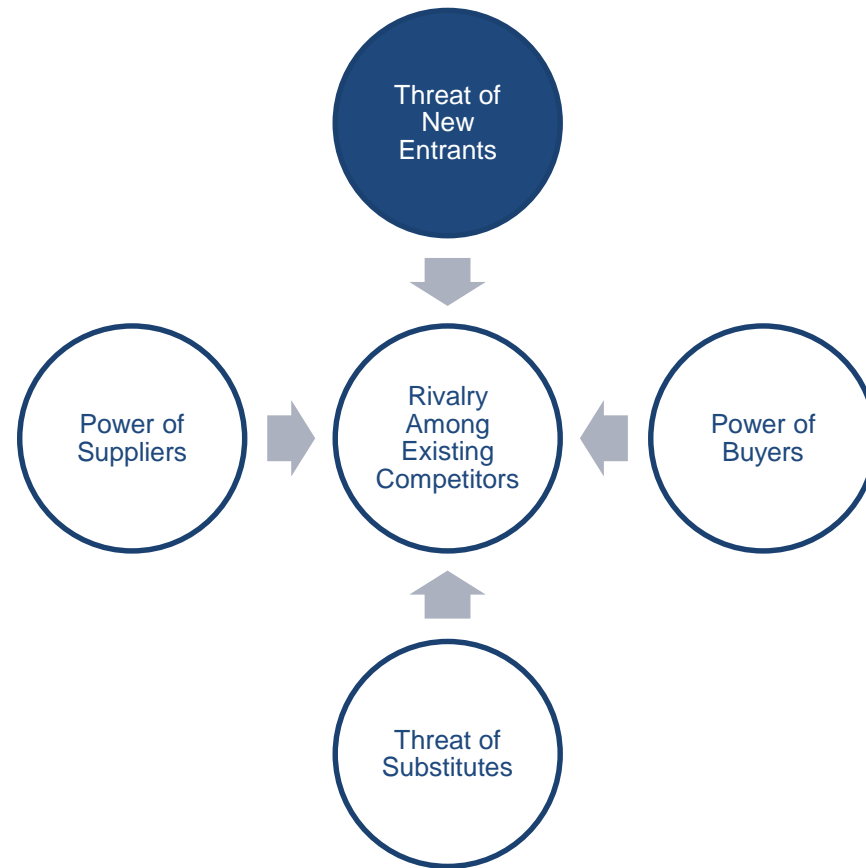 Threat of
New
Entrants
Power of
Suppliers
Rivalry
Among
Existing
Competitors
Power of
Buyers
Threat of
Substitutes